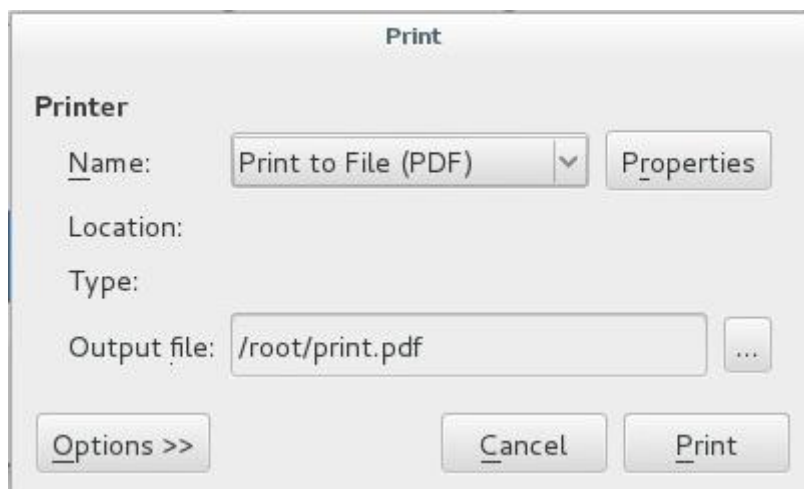 Print
Printer
Name: Print to File (PDF) Properties
Location:
Type:
Output file: /root/print.pdf ...
Options >> Cancel Print